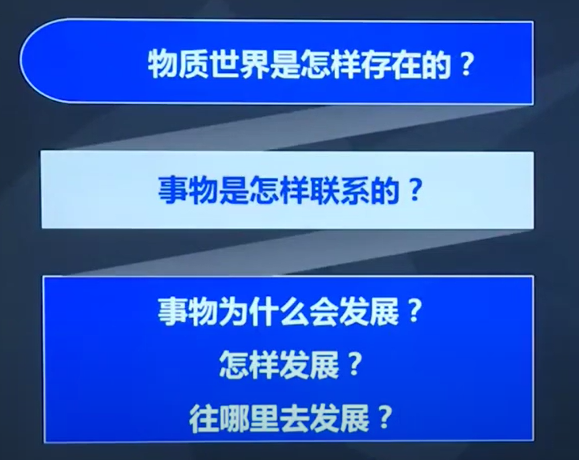 物质世界是怎样存在的？
事物是怎样联系的？
事物为什么会发展？
怎样发展？
往哪里去发展？